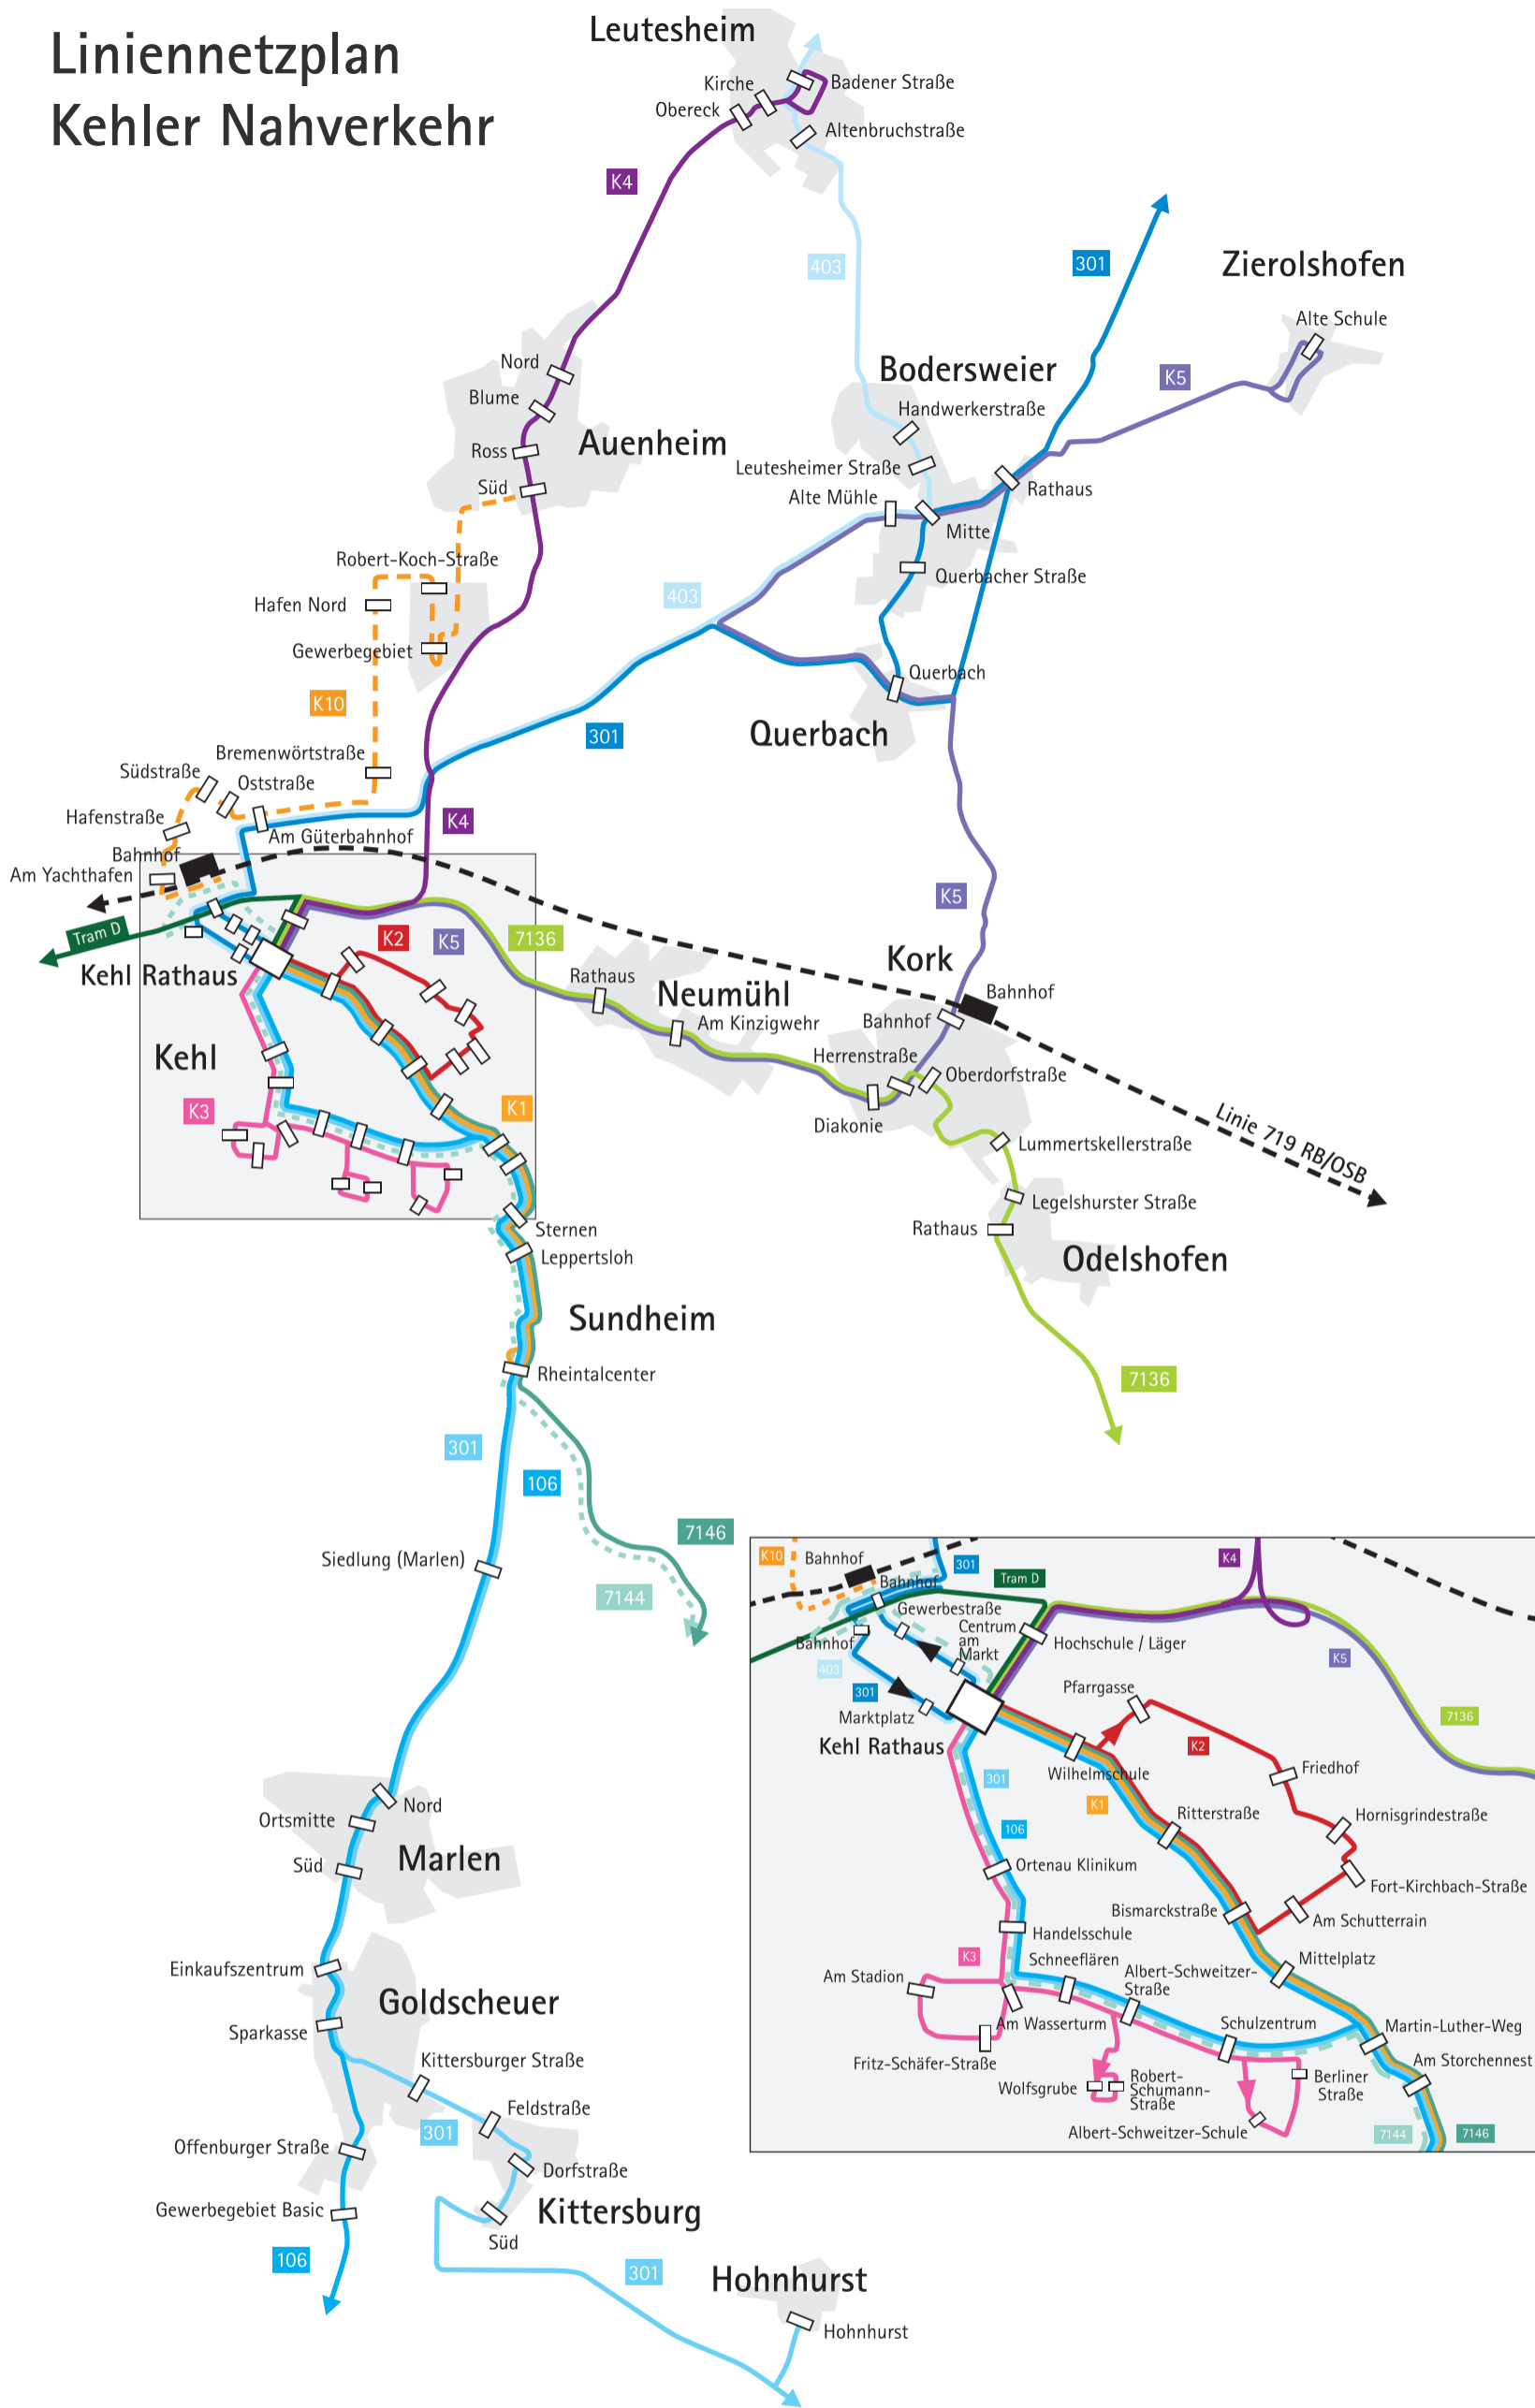 Liniennetzplan
Kehler Nahverkehr
Leutesheim
Kirche
Badener Straße
Obereck
Altenbruchstraße
K4
403
301
Zierolshofen
Alte Schule
K5
Bodersweier
Handwerkerstraße
Nord
Blume
Auenheim
Ross
Leutesheimer Straße
Süd
Alte Mühle
Rathaus
Mitte
Robert-Koch-Straße
Querbacher Straße
Hafen Nord
403
Gewerbegebiet
Querbach
K10
301
Querbach
Bremenwörtstraße
Südstraße
Oststraße
Hafenstraße
K4
Am Güterbahnhof
Bahnhof
Am Yachthafen
K5
Tram D
K2
K5
7136
Kork
Kehl Rathaus
Rathaus
Neumühl
Bahnhof
Am Kinzigwehr
Bahnhof
Kehl
Herrenstraße
Oberdorfstraße
K3
K1
Diakonie
Linie 719 RB/OSB
Lummertskellerstraße
Legelshurster Straße
Rathaus
Sternen
Leppertsloh
Odelshofen
Sundheim
Rheintalcenter
7136
301
106
7146
Siedlung (Marlen)
7144
K10
Bahnhof
301
K4
Bahnhof
Tram D
Gewerbestraße
Centrum
am
Markt
Bahnhof
Hochschule / Läger
403
K5
301
Pfarrgasse
Marktplatz
7136
Kehl Rathaus
K2
Wilhelmschule
Friedhof
301
K1
Ritterstraße
Hornisgrindestraße
106
Ortenau Klinikum
Fort-Kirchbach-Straße
Bismarckstraße
Am Schutterrain
Handelsschule
K3
Schneeflären
Mittelplatz
Albert-Schweitzer-
Straße
Am Stadion
Am Wasserturm
Schulzentrum
Martin-Luther-Weg
Fritz-Schäfer-Straße
Am Storchennest
Wolfsgrube
Robert-
Schumann-
Straße
Berliner
Straße
Albert-Schweitzer-Schule
7144
7146
Nord
Ortsmitte
Süd
Marlen
Einkaufszentrum
Goldscheuer
Sparkasse
Kittersburger Straße
Feldstraße
301
Offenburger Straße
Dorfstraße
Gewerbegebiet Basic
Kittersburg
Süd
106
301
Hohnhurst
Hohnhurst